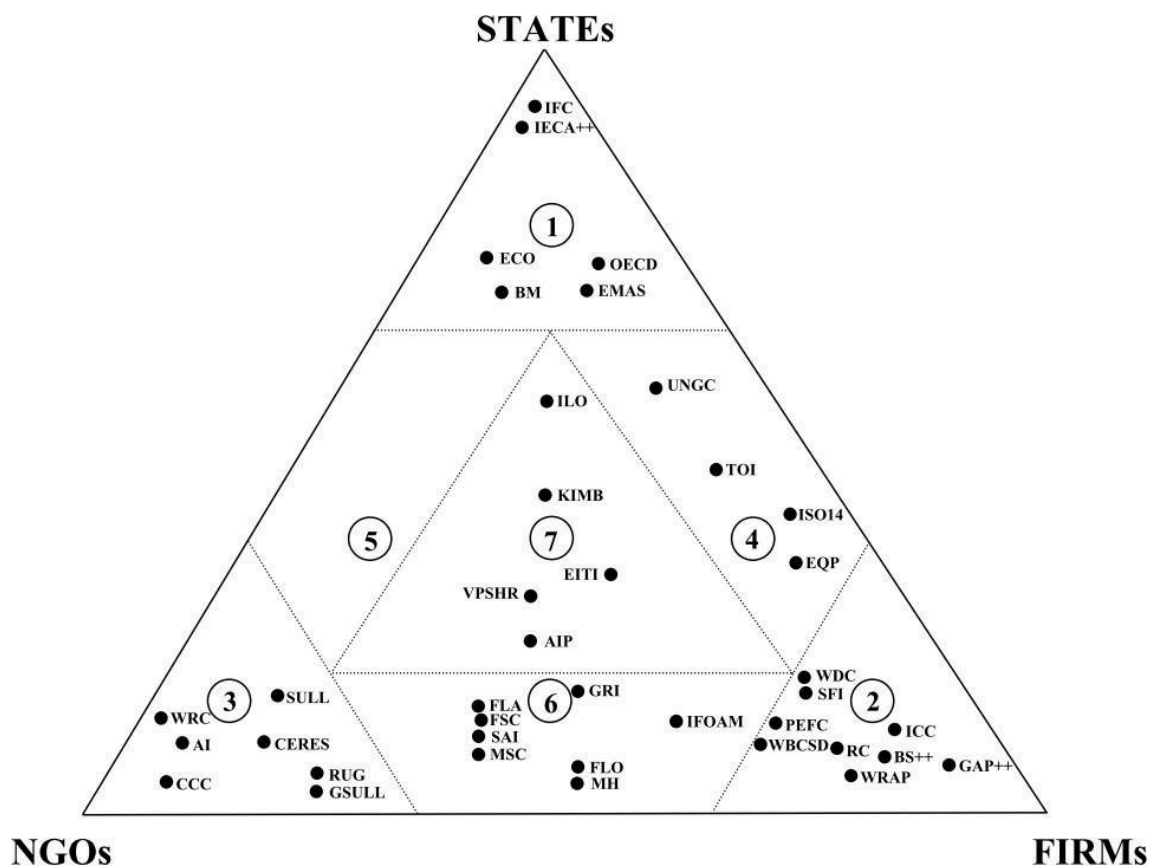 STATEs
IFC
IECA++
1
ECO
OECD
BM
EMAS
UNGC
ILO
TOI
KIMB
ISO14
5
7
4
EQP
EITI
VPSHR
AIP
WDC
GRI
SFI
3
SULL
6
2
FLA
WRC
FSC
IFOAM
PEFC
ICC
SAI
AI
CERES
WBCSD
RC
MSC
BS++
GAP++
FLO
RUG
WRAP
CCC
MH
GSULL
NGOs
FIRMs